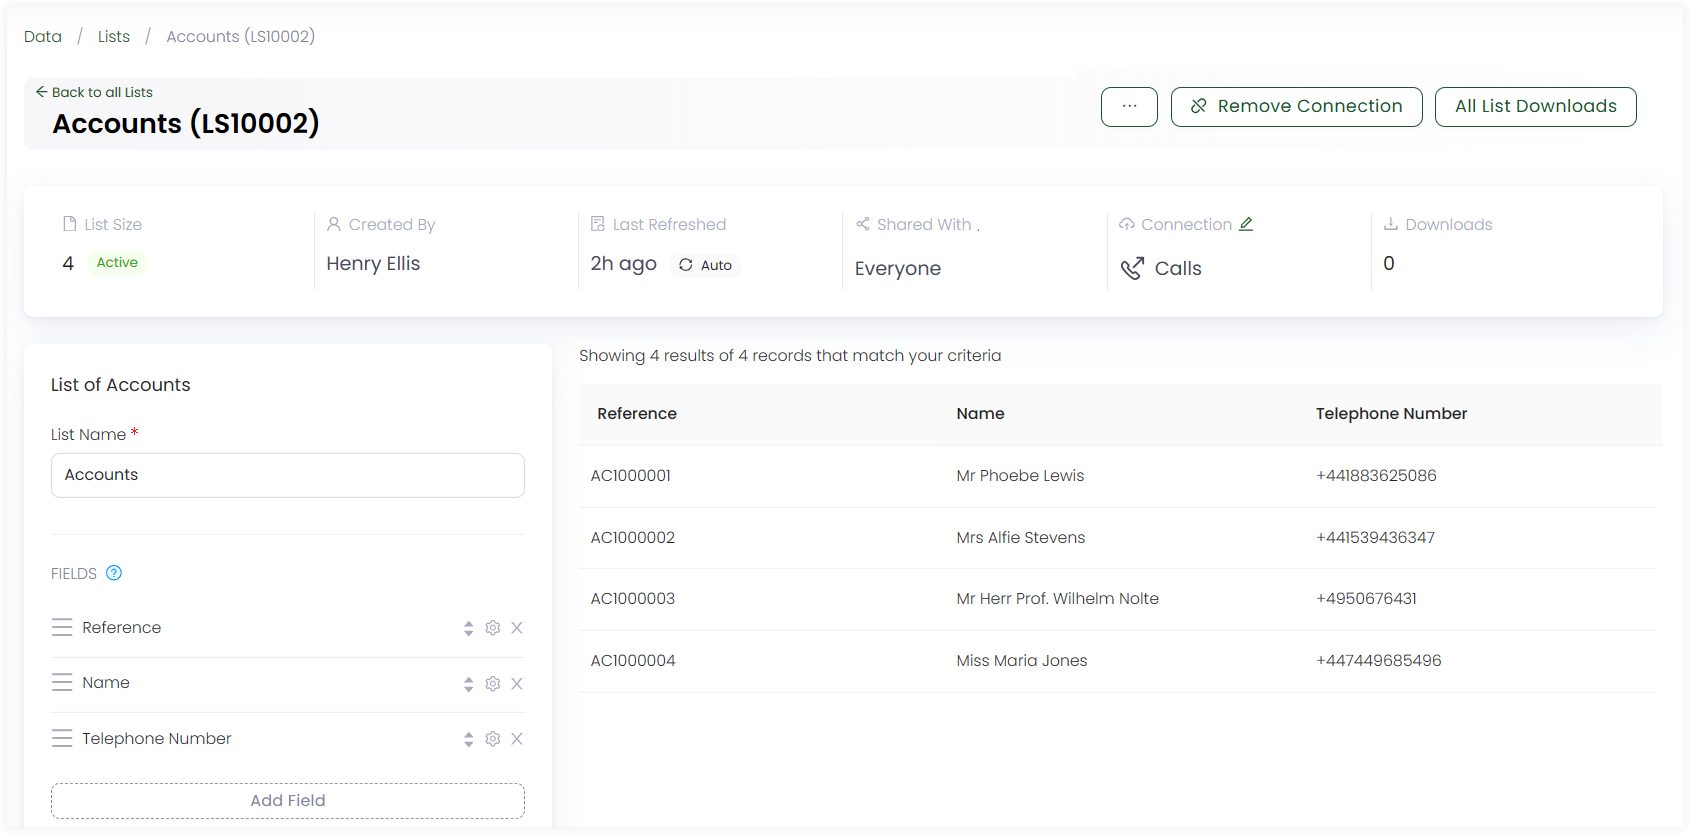 Data / Lists / Accounts (LS10002)
Back to all Lists
Accounts (LS10002)
... Remove Connection All List Downloads
List Size Created By Last Refreshed Shared With . Connection Downloads
4 Active Henry Ellis 2h ago Auto Everyone Calls 0
List of Accounts
List Name *
Accounts
FIELDS ?
Reference
Name
Telephone Number
Add Field
Showing 4 results of 4 records that match your criteria
Reference Name Telephone Number
AC1000001 Mr Phoebe Lewis +441883625086
AC1000002 Mrs Alfie Stevens +441539436347
AC1000003 Mr Herr Prof. Wilhelm Nolte +4950676431
AC1000004 Miss Maria Jones +447449685496